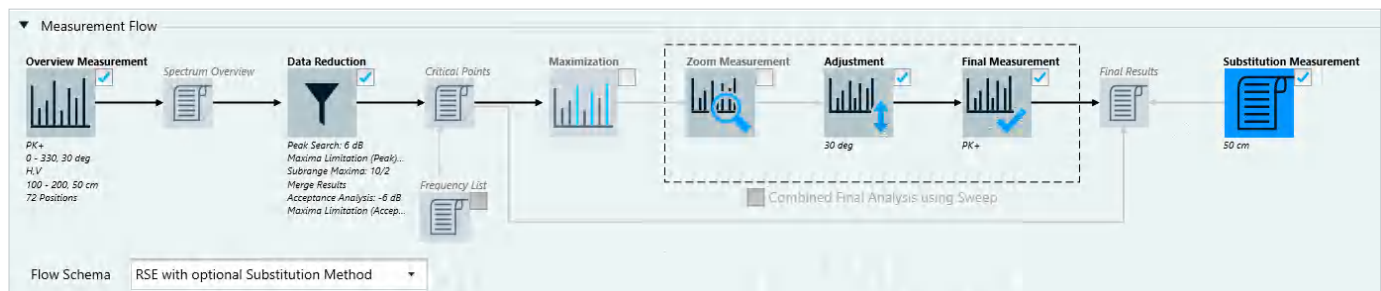 Measurement Flow
Overview Measurement
Spectrum Overview
Data Reduction
Critical Points
Maximization
Zoom Measurement
Adjustment
Final Measurement
Final Results
Substitution Measurement
PK+
0 - 330, 30 deg
H,V
100 - 200, 50 cm
72 Positions
Peak Search: 6 dB
Maxima Limitation (Peak)...
Subrange Maxima: 10/2
Merge Results
Acceptance Analysis: -6 dB
Maxima Limitation (Accep...
Frequency List
30 deg
PK+
50 cm
Combined Final Analysis using Sweep
Flow Schema RSE with optional Substitution Method